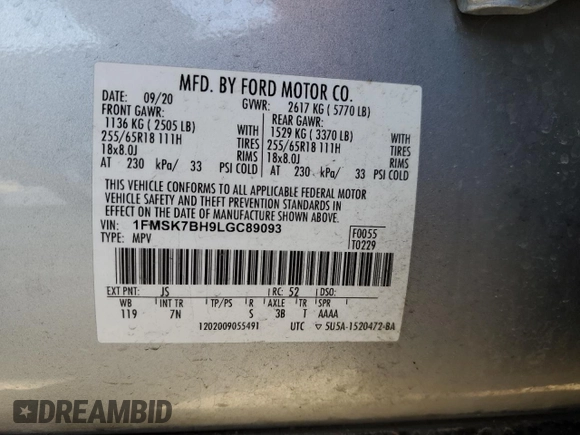 MFD. BY FORD MOTOR CO.
DATE: 09/20 GVWR: 2617 KG ( 5770 LB)
FRONT GAWR: REAR GAWR:
1136 KG ( 2505 LB) 1529 KG ( 3370 LB)
255/65R18 111H TIRES 255/65R18 111H TIRES
18x8.0J RIMS 18x8.0J RIMS
AT 230 kPa/ 33 PSI COLD AT 230 kPa/ 33 PSI COLD
THIS VEHICLE CONFORMS TO ALL APPLICABLE FEDERAL MOTOR
VEHICLE SAFETY AND THEFT PREVENTION STANDARDS IN
EFFECT ON THE DATE OF MANUFACTURE SHOWN ABOVE.
VIN: 1FMSK7BH9LGC89093 F0055
TYPE: MPV T0229
EXT PNT: JS RC: 52 DSO:
WB INT TR TP/PS R AXLE TR SPR
119 7N S 3B T AAAA
1202009055491 UTC 5U5A-1520472-BA
DREAMBID